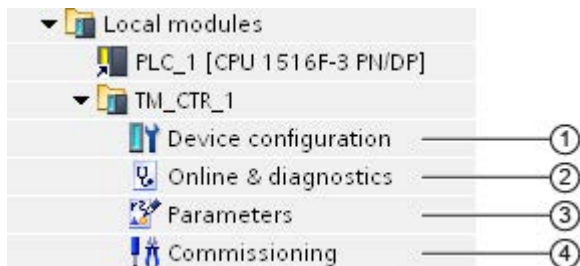 Local modules
PLC_1 [CPU 1516F-3 PN/DP]
TM_CTR_1
Device configuration 1
Online & diagnostics 2
Parameters 3
Commissioning 4